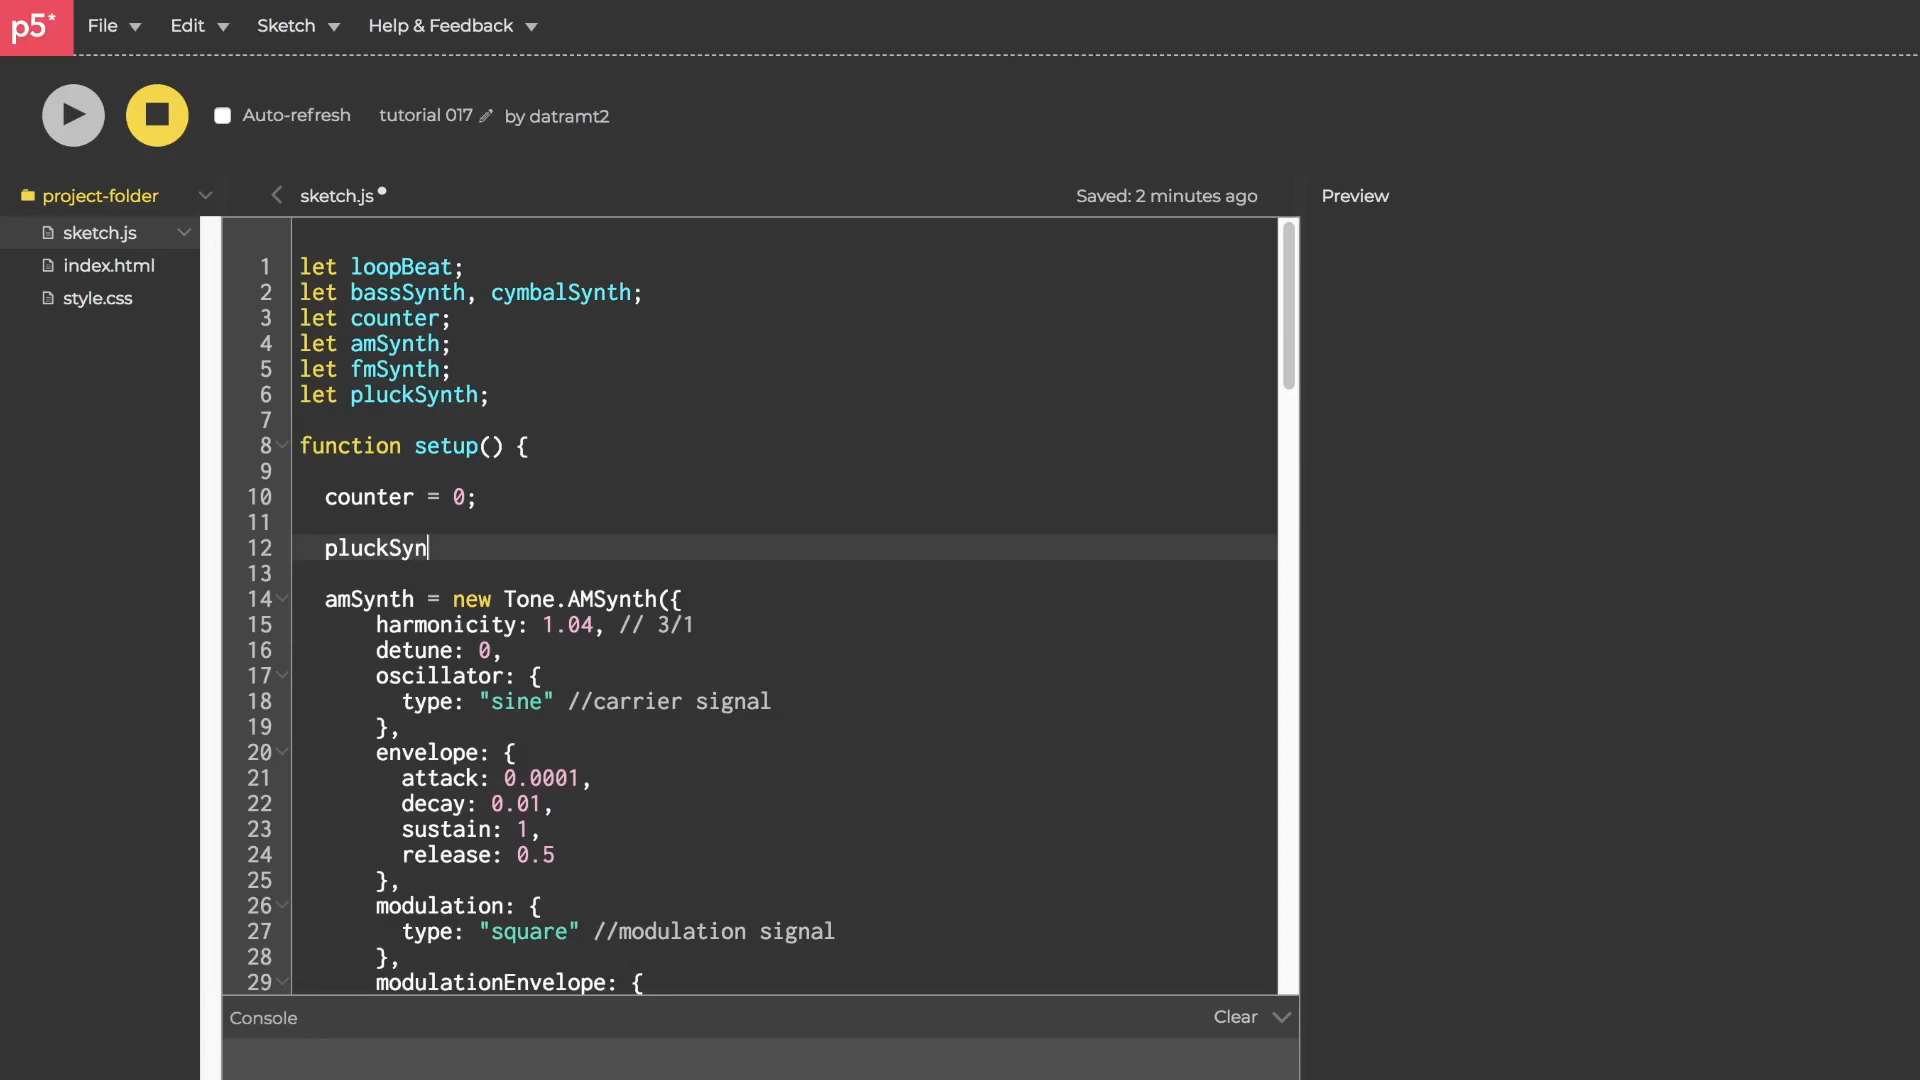 p5* File Edit Sketch Help & Feedback
Auto-refresh tutorial 017 by datramt2
project-folder
sketch.js
index.html
style.css
sketch.js
Saved: 2 minutes ago
Preview
1 let loopBeat;
2 let bassSynth, cymbalSynth;
3 let counter;
4 let amSynth;
5 let fmSynth;
6 let pluckSynth;
7
8 function setup() {
9
10 counter = 0;
11
12 pluckSyn
13
14 amSynth = new Tone.AMSynth({
15 harmonicity: 1.04, // 3/1
16 detune: 0,
17 oscillator: {
18 type: "sine" //carrier signal
19 },
20 envelope: {
21 attack: 0.0001,
22 decay: 0.01,
23 sustain: 1,
24 release: 0.5
25 },
26 modulation: {
27 type: "square" //modulation signal
28 },
29 modulationEnvelope: {
Console
Clear